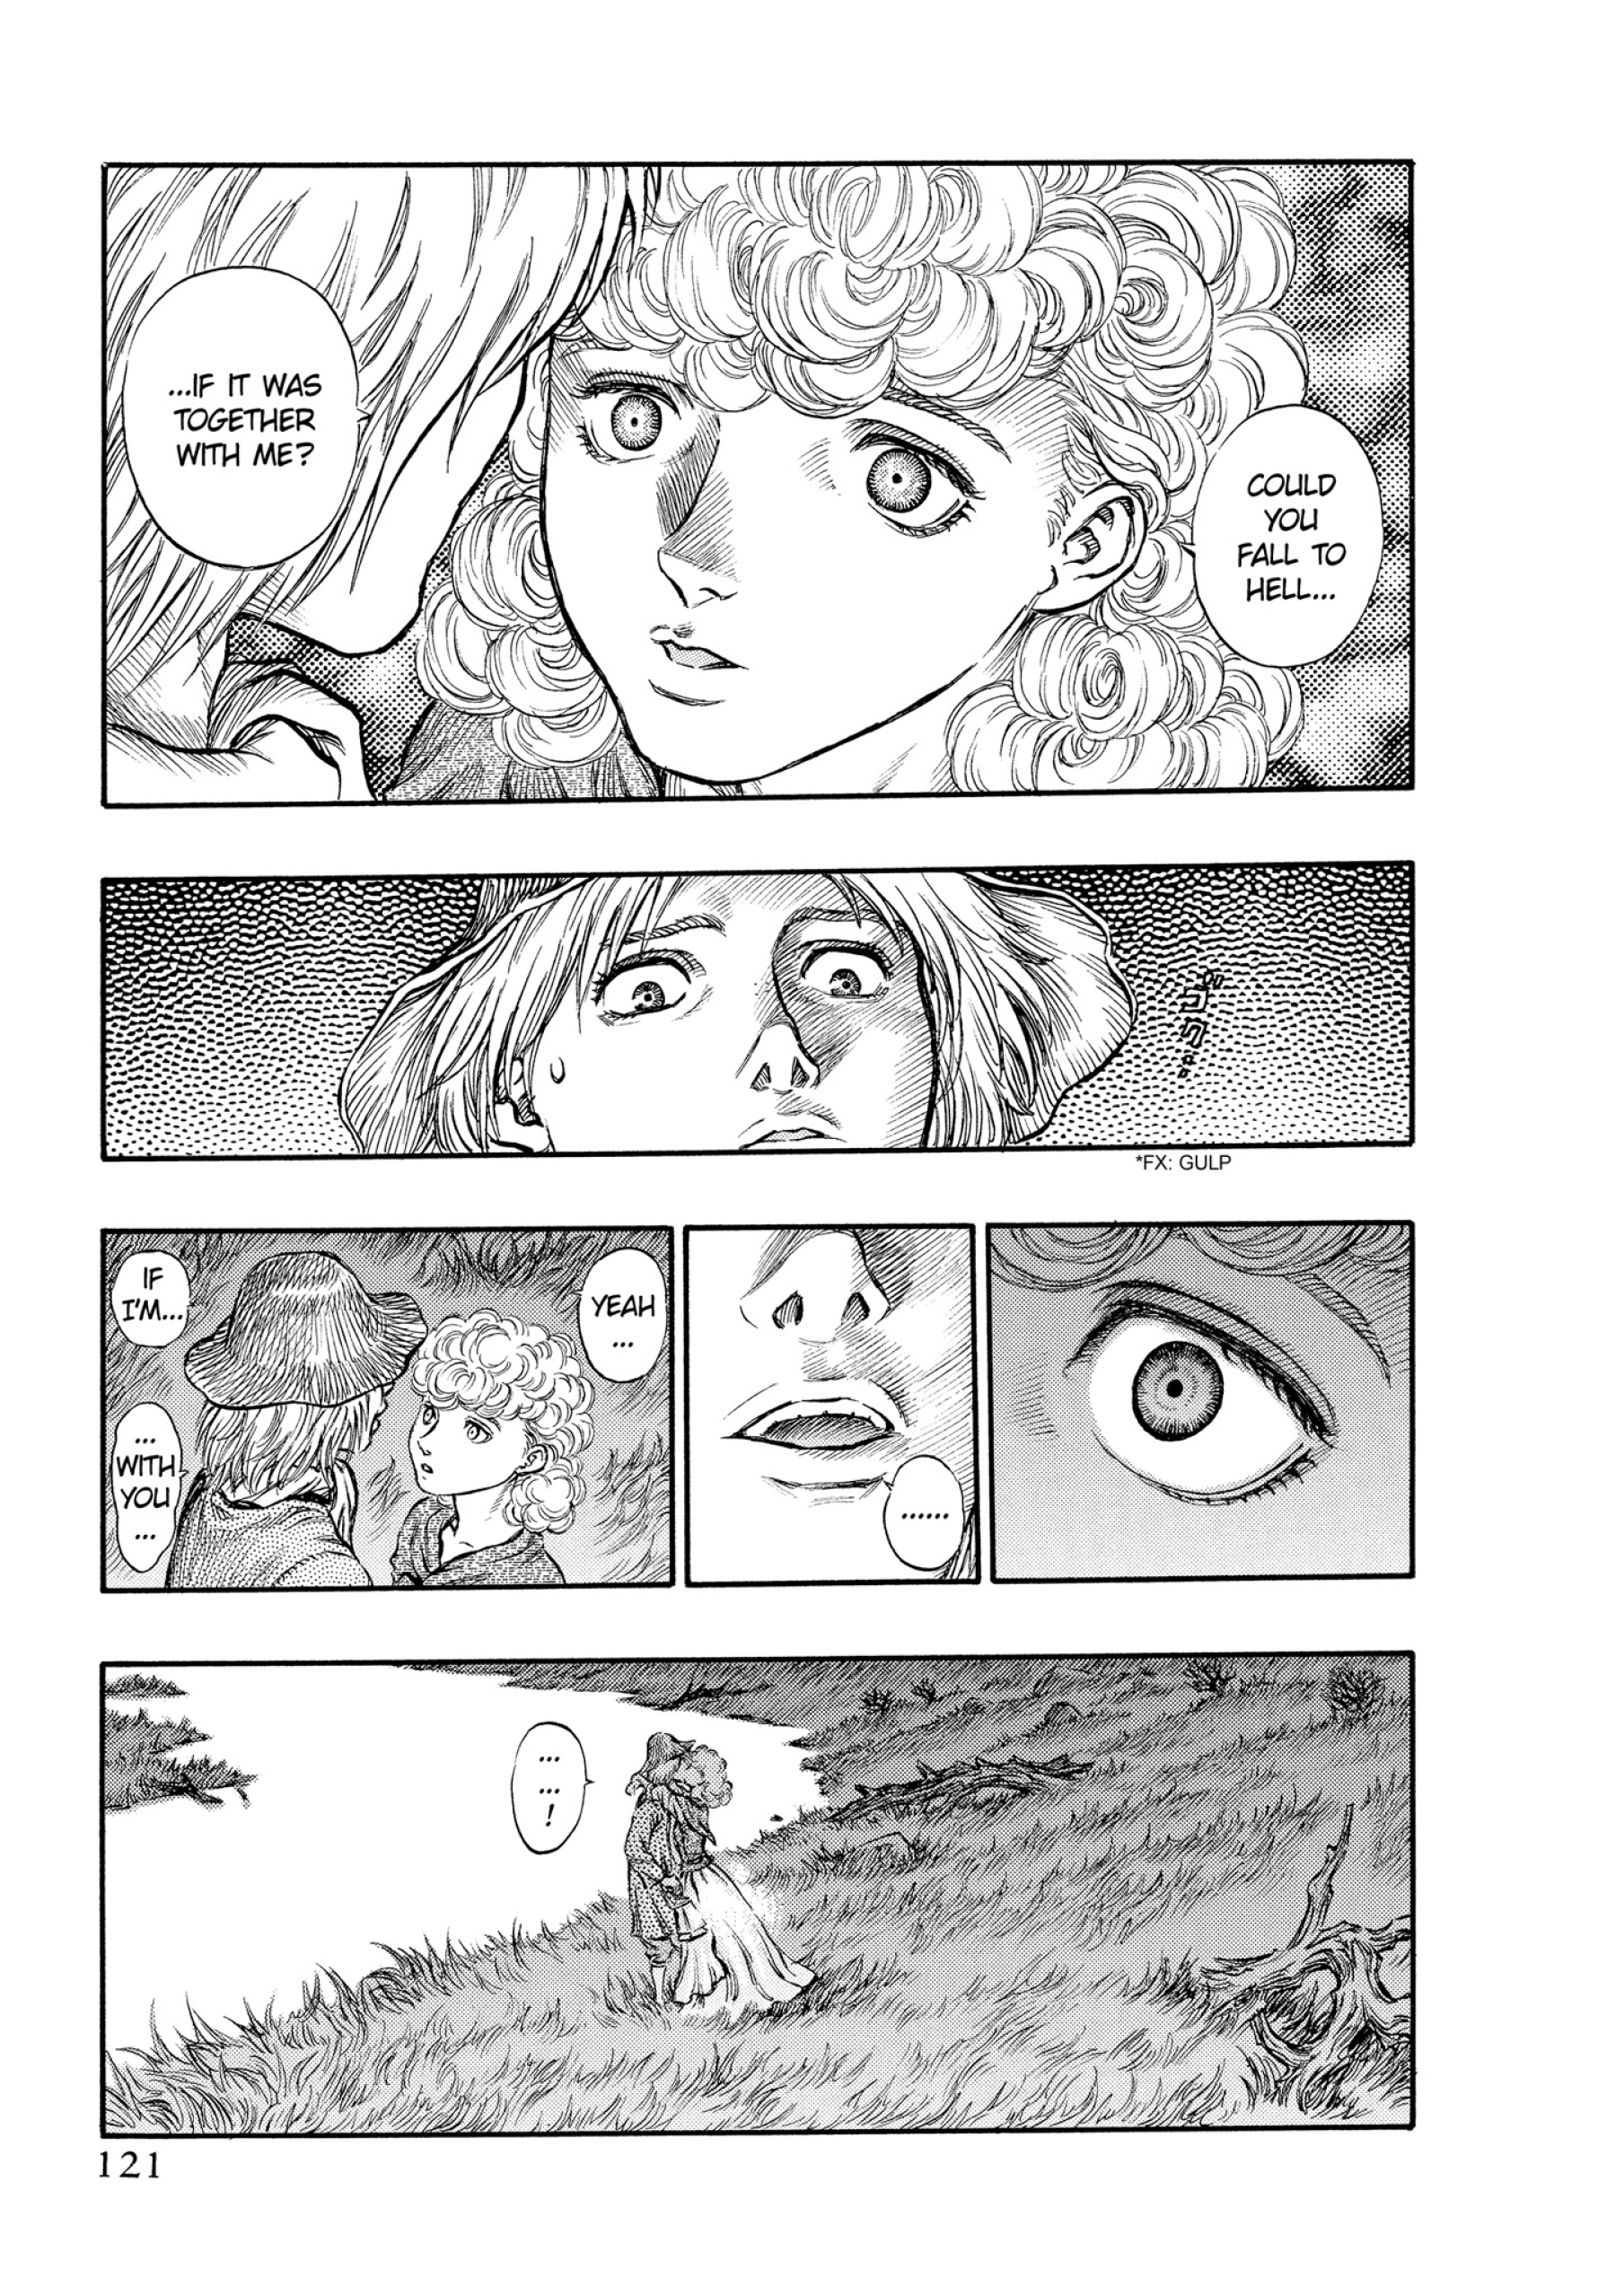 COULD
YOU
FALL TO
HELL...
...IF IT WAS
TOGETHER
WITH ME?
*FX: GULP
......
YEAH
...
IF
I'M...
...
WITH
YOU
...
...
...
!
121